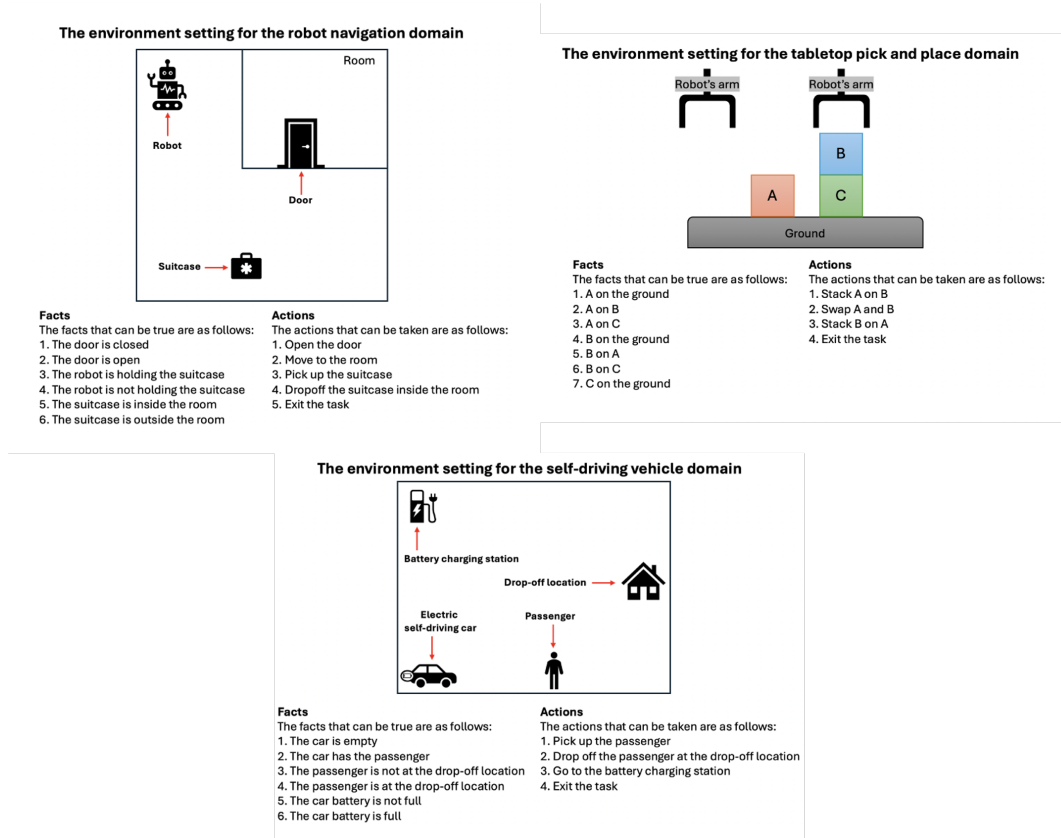 The environment setting for the robot navigation domain
Room
Robot
Door
Suitcase
Facts
The facts that can be true are as follows:
1. The door is closed
2. The door is open
3. The robot is holding the suitcase
4. The robot is not holding the suitcase
5. The suitcase is inside the room
6. The suitcase is outside the room
Actions
The actions that can be taken are as follows:
1. Open the door
2. Move to the room
3. Pick up the suitcase
4. Dropoff the suitcase inside the room
5. Exit the task
The environment setting for the tabletop pick and place domain
Robot's arm
Robot's arm
B
A
C
Ground
Facts
The facts that can be true are as follows:
1. A on the ground
2. A on B
3. A on C
4. B on the ground
5. B on A
6. B on C
7. C on the ground
Actions
The actions that can be taken are as follows:
1. Stack A on B
2. Swap A and B
3. Stack B on A
4. Exit the task
The environment setting for the self-driving vehicle domain
Battery charging station
Drop-off location
Electric
self-driving car
Passenger
Facts
The facts that can be true are as follows:
1. The car is empty
2. The car has the passenger
3. The passenger is not at the drop-off location
4. The passenger is at the drop-off location
5. The car battery is not full
6. The car battery is full
Actions
The actions that can be taken are as follows:
1. Pick up the passenger
2. Drop off the passenger at the drop-off location
3. Go to the battery charging station
4. Exit the task